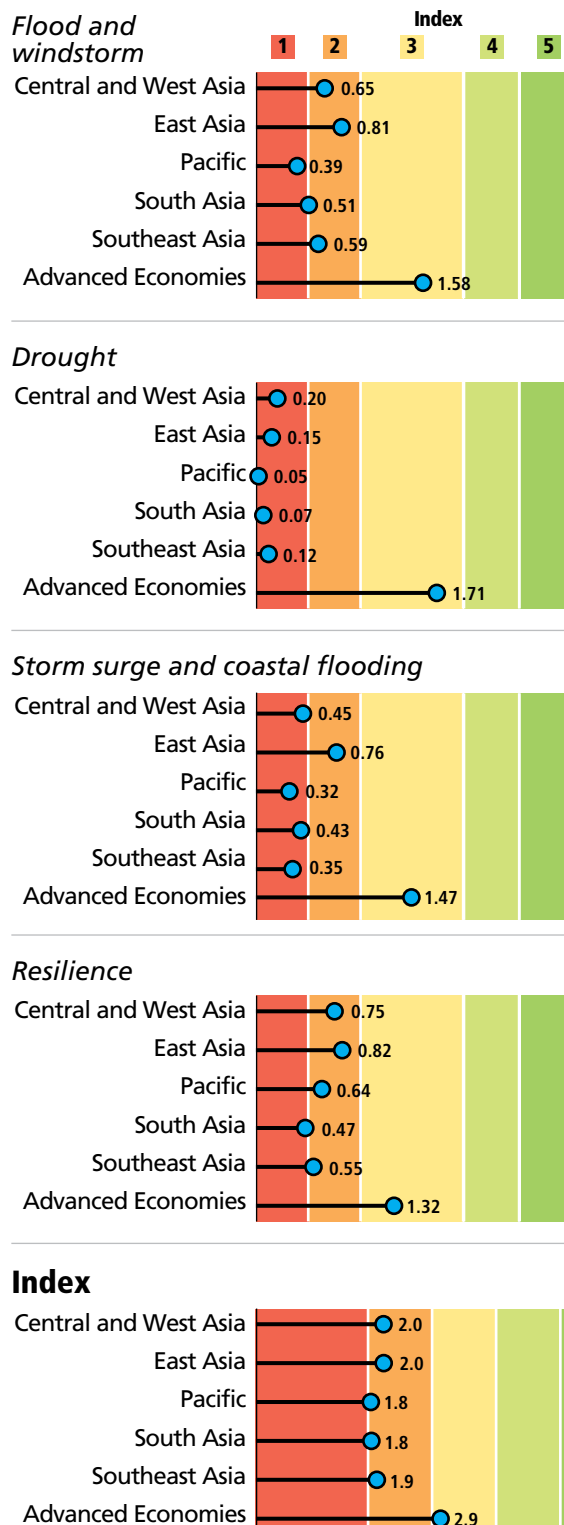 Flood and
windstorm
Index
1 2 3 4 5
Central and West Asia 0.65
East Asia 0.81
Pacific 0.39
South Asia 0.51
Southeast Asia 0.59
Advanced Economies 1.58
Drought
Central and West Asia 0.20
East Asia 0.15
Pacific 0.05
South Asia 0.07
Southeast Asia 0.12
Advanced Economies 1.71
Storm surge and coastal flooding
Central and West Asia 0.45
East Asia 0.76
Pacific 0.32
South Asia 0.43
Southeast Asia 0.35
Advanced Economies 1.47
Resilience
Central and West Asia 0.75
East Asia 0.82
Pacific 0.64
South Asia 0.47
Southeast Asia 0.55
Advanced Economies 1.32
Index
Central and West Asia 2.0
East Asia 2.0
Pacific 1.8
South Asia 1.8
Southeast Asia 1.9
Advanced Economies 2.9